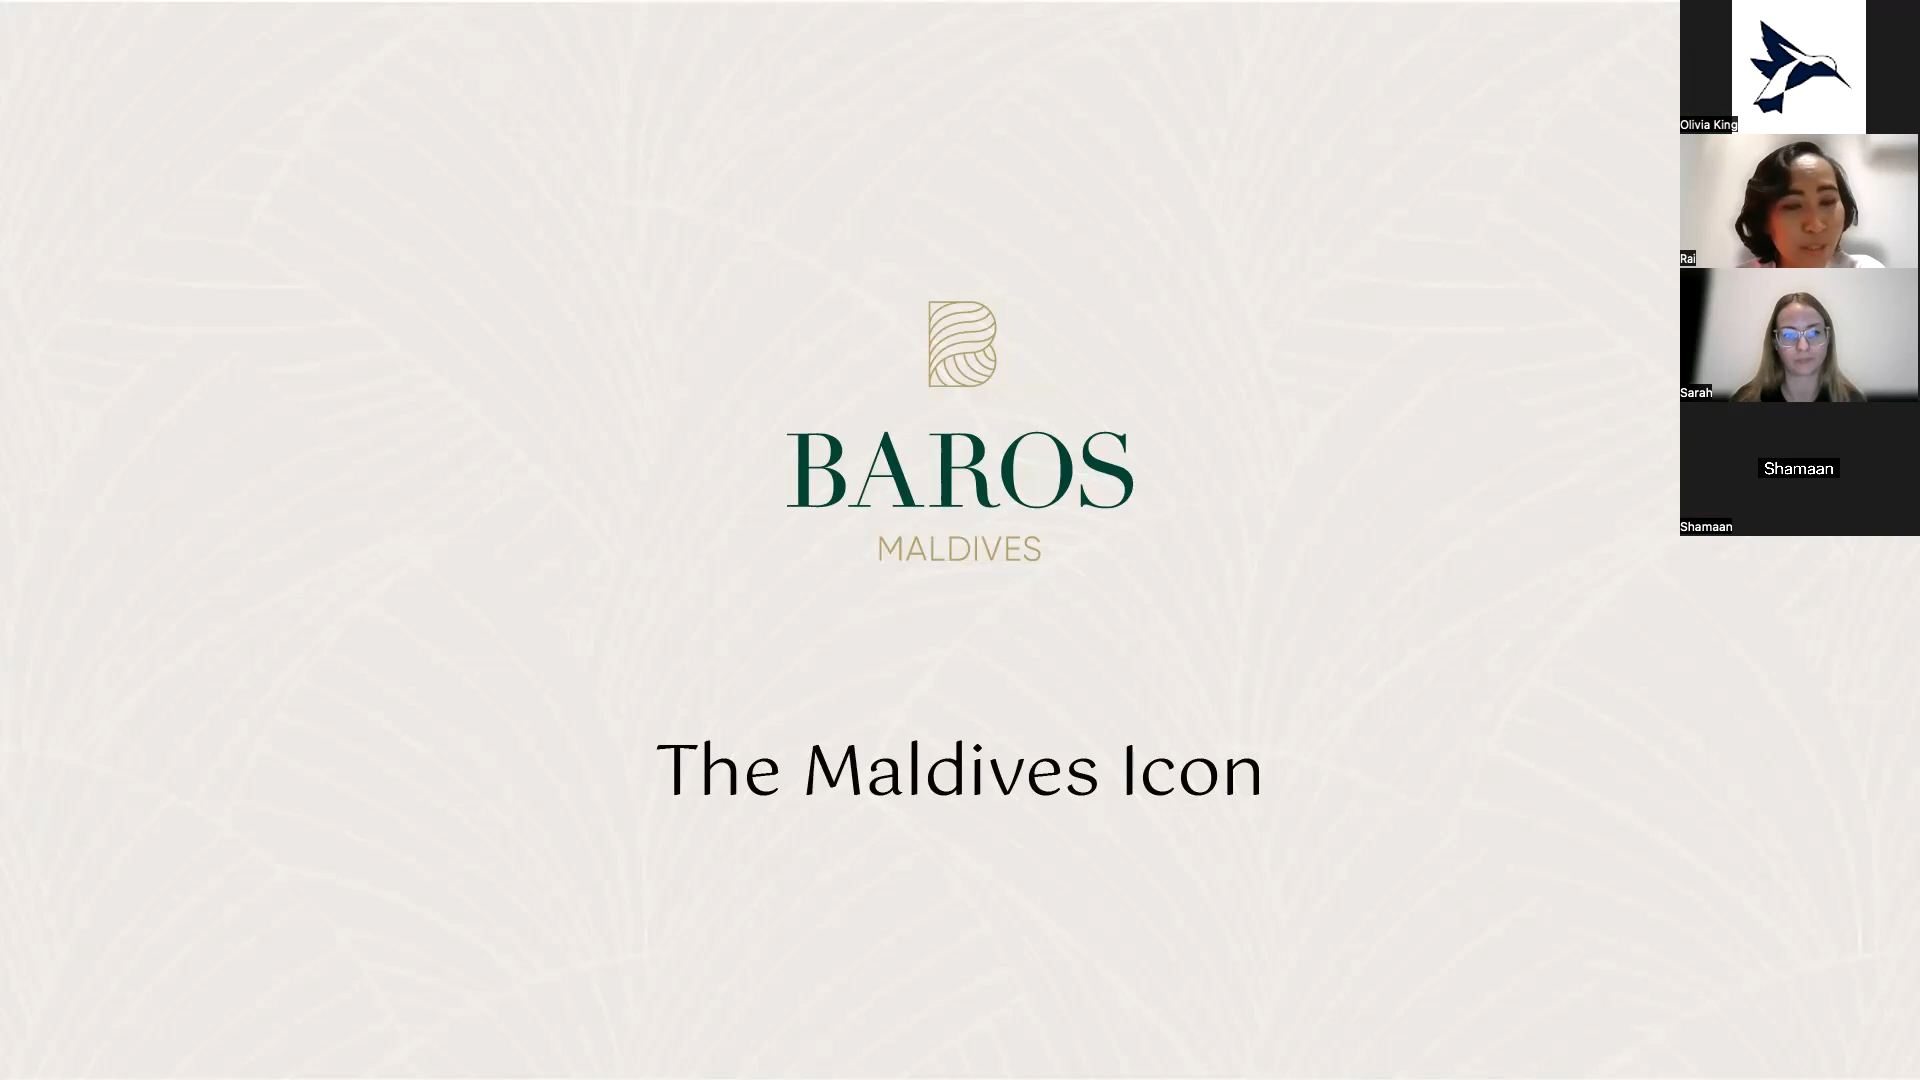 BAROS
MALDIVES
The Maldives Icon
Olivia King
Rai
Sarah
Shamaan
Shamaan